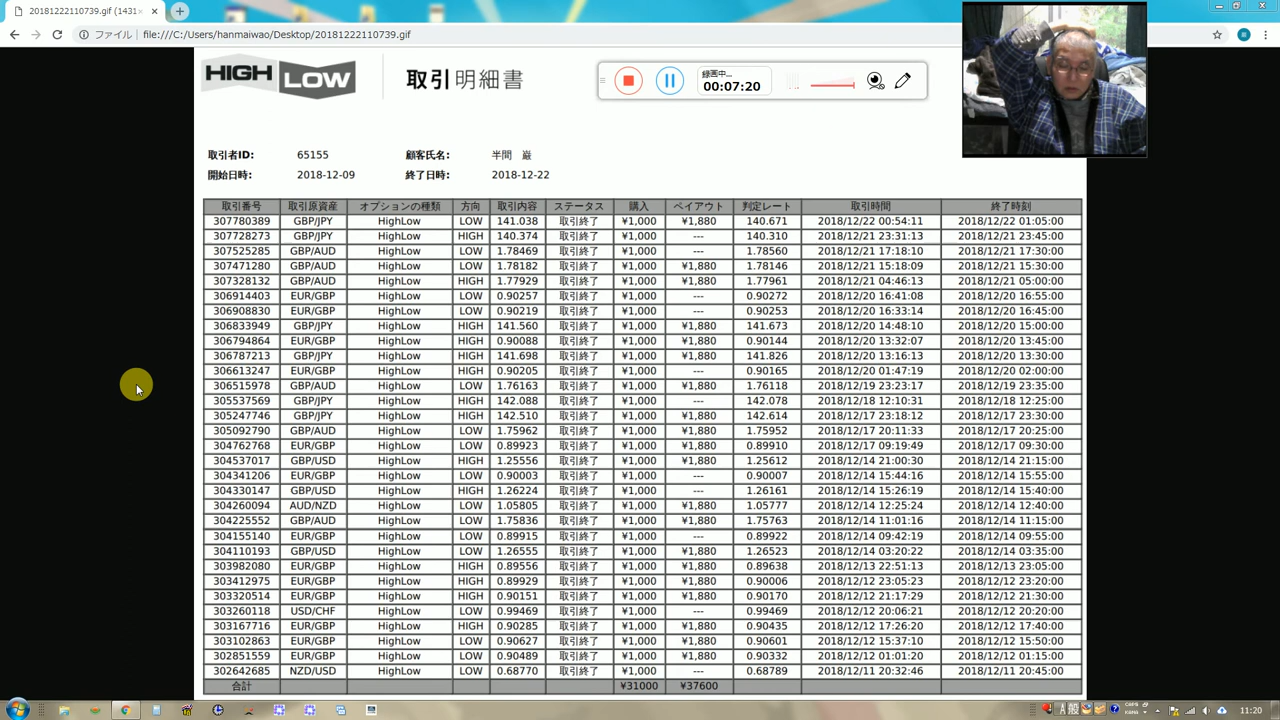 20181222110739.gif (1431×
ファイル | file:///C:/Users/hanmaiwao/Desktop/20181222110739.gif
HIGH LOW 取引明細書
録画中...
00:07:20
取引者ID: 65155 顧客氏名: 半間 巌
開始日時: 2018-12-09 終了日時: 2018-12-22
取引番号 取引原資産 オプションの種類 方向 取引内容 ステータス 購入 ペイアウト 判定レート 取引時間 終了時刻
307780389 GBP/JPY HighLow LOW 141.038 取引終了 ¥1,000 ¥1,880 140.671 2018/12/22 00:54:11 2018/12/22 01:05:00
307728273 GBP/JPY HighLow HIGH 140.374 取引終了 ¥1,000 --- 140.310 2018/12/21 23:31:13 2018/12/21 23:45:00
307525285 GBP/AUD HighLow LOW 1.78469 取引終了 ¥1,000 --- 1.78560 2018/12/21 17:18:10 2018/12/21 17:30:00
307471280 GBP/AUD HighLow LOW 1.78182 取引終了 ¥1,000 ¥1,880 1.78146 2018/12/21 15:18:09 2018/12/21 15:30:00
307328132 GBP/AUD HighLow HIGH 1.77929 取引終了 ¥1,000 ¥1,880 1.77961 2018/12/21 04:46:13 2018/12/21 05:00:00
306914403 EUR/GBP HighLow LOW 0.90257 取引終了 ¥1,000 --- 0.90272 2018/12/20 16:41:08 2018/12/20 16:55:00
306908830 EUR/GBP HighLow LOW 0.90219 取引終了 ¥1,000 --- 0.90253 2018/12/20 16:33:14 2018/12/20 16:45:00
306833949 GBP/JPY HighLow HIGH 141.560 取引終了 ¥1,000 ¥1,880 141.673 2018/12/20 14:48:10 2018/12/20 15:00:00
306794864 EUR/GBP HighLow HIGH 0.90088 取引終了 ¥1,000 ¥1,880 0.90144 2018/12/20 13:32:07 2018/12/20 13:45:00
306787213 GBP/JPY HighLow HIGH 141.698 取引終了 ¥1,000 ¥1,880 141.826 2018/12/20 13:16:13 2018/12/20 13:30:00
306613247 EUR/GBP HighLow HIGH 0.90205 取引終了 ¥1,000 --- 0.90165 2018/12/20 01:47:19 2018/12/20 02:00:00
306515978 GBP/AUD HighLow LOW 1.76163 取引終了 ¥1,000 ¥1,880 1.76118 2018/12/19 23:23:17 2018/12/19 23:35:00
305537569 GBP/JPY HighLow HIGH 142.088 取引終了 ¥1,000 --- 142.078 2018/12/18 12:10:31 2018/12/18 12:25:00
305247746 GBP/JPY HighLow HIGH 142.510 取引終了 ¥1,000 ¥1,880 142.614 2018/12/17 23:18:12 2018/12/17 23:30:00
305092790 GBP/AUD HighLow LOW 1.75962 取引終了 ¥1,000 ¥1,880 1.75952 2018/12/17 20:11:33 2018/12/17 20:25:00
304762768 EUR/GBP HighLow LOW 0.89923 取引終了 ¥1,000 ¥1,880 0.89910 2018/12/17 09:19:49 2018/12/17 09:30:00
304537017 GBP/USD HighLow HIGH 1.25556 取引終了 ¥1,000 ¥1,880 1.25612 2018/12/14 21:00:30 2018/12/14 21:15:00
304341206 EUR/GBP HighLow LOW 0.90003 取引終了 ¥1,000 --- 0.90007 2018/12/14 15:44:16 2018/12/14 15:55:00
304330147 GBP/USD HighLow HIGH 1.26224 取引終了 ¥1,000 --- 1.26161 2018/12/14 15:26:19 2018/12/14 15:40:00
304260094 AUD/NZD HighLow LOW 1.05805 取引終了 ¥1,000 ¥1,880 1.05777 2018/12/14 12:25:24 2018/12/14 12:40:00
304225552 GBP/AUD HighLow LOW 1.75836 取引終了 ¥1,000 ¥1,880 1.75763 2018/12/14 11:01:16 2018/12/14 11:15:00
304155140 EUR/GBP HighLow LOW 0.89915 取引終了 ¥1,000 --- 0.89922 2018/12/14 09:42:19 2018/12/14 09:55:00
304110193 GBP/USD HighLow LOW 1.26555 取引終了 ¥1,000 ¥1,880 1.26523 2018/12/14 03:20:22 2018/12/14 03:35:00
303982080 EUR/GBP HighLow HIGH 0.89556 取引終了 ¥1,000 ¥1,880 0.89638 2018/12/13 22:51:13 2018/12/13 23:05:00
303412975 EUR/GBP HighLow HIGH 0.89929 取引終了 ¥1,000 ¥1,880 0.90006 2018/12/12 23:05:23 2018/12/12 23:20:00
303320514 EUR/GBP HighLow HIGH 0.90151 取引終了 ¥1,000 ¥1,880 0.90170 2018/12/12 21:17:29 2018/12/12 21:30:00
303260118 USD/CHF HighLow LOW 0.99469 取引終了 ¥1,000 --- 0.99469 2018/12/12 20:06:21 2018/12/12 20:20:00
303167716 EUR/GBP HighLow HIGH 0.90285 取引終了 ¥1,000 ¥1,880 0.90435 2018/12/12 17:26:20 2018/12/12 17:40:00
303102863 EUR/GBP HighLow LOW 0.90627 取引終了 ¥1,000 ¥1,880 0.90601 2018/12/12 15:37:10 2018/12/12 15:50:00
302851559 EUR/GBP HighLow LOW 0.90489 取引終了 ¥1,000 ¥1,880 0.90332 2018/12/12 01:01:20 2018/12/12 01:15:00
302642685 NZD/USD HighLow LOW 0.68770 取引終了 ¥1,000 --- 0.68789 2018/12/11 20:32:46 2018/12/11 20:45:00
合計 ¥31000 ¥37600
A 般 CAPS KANA 11:20